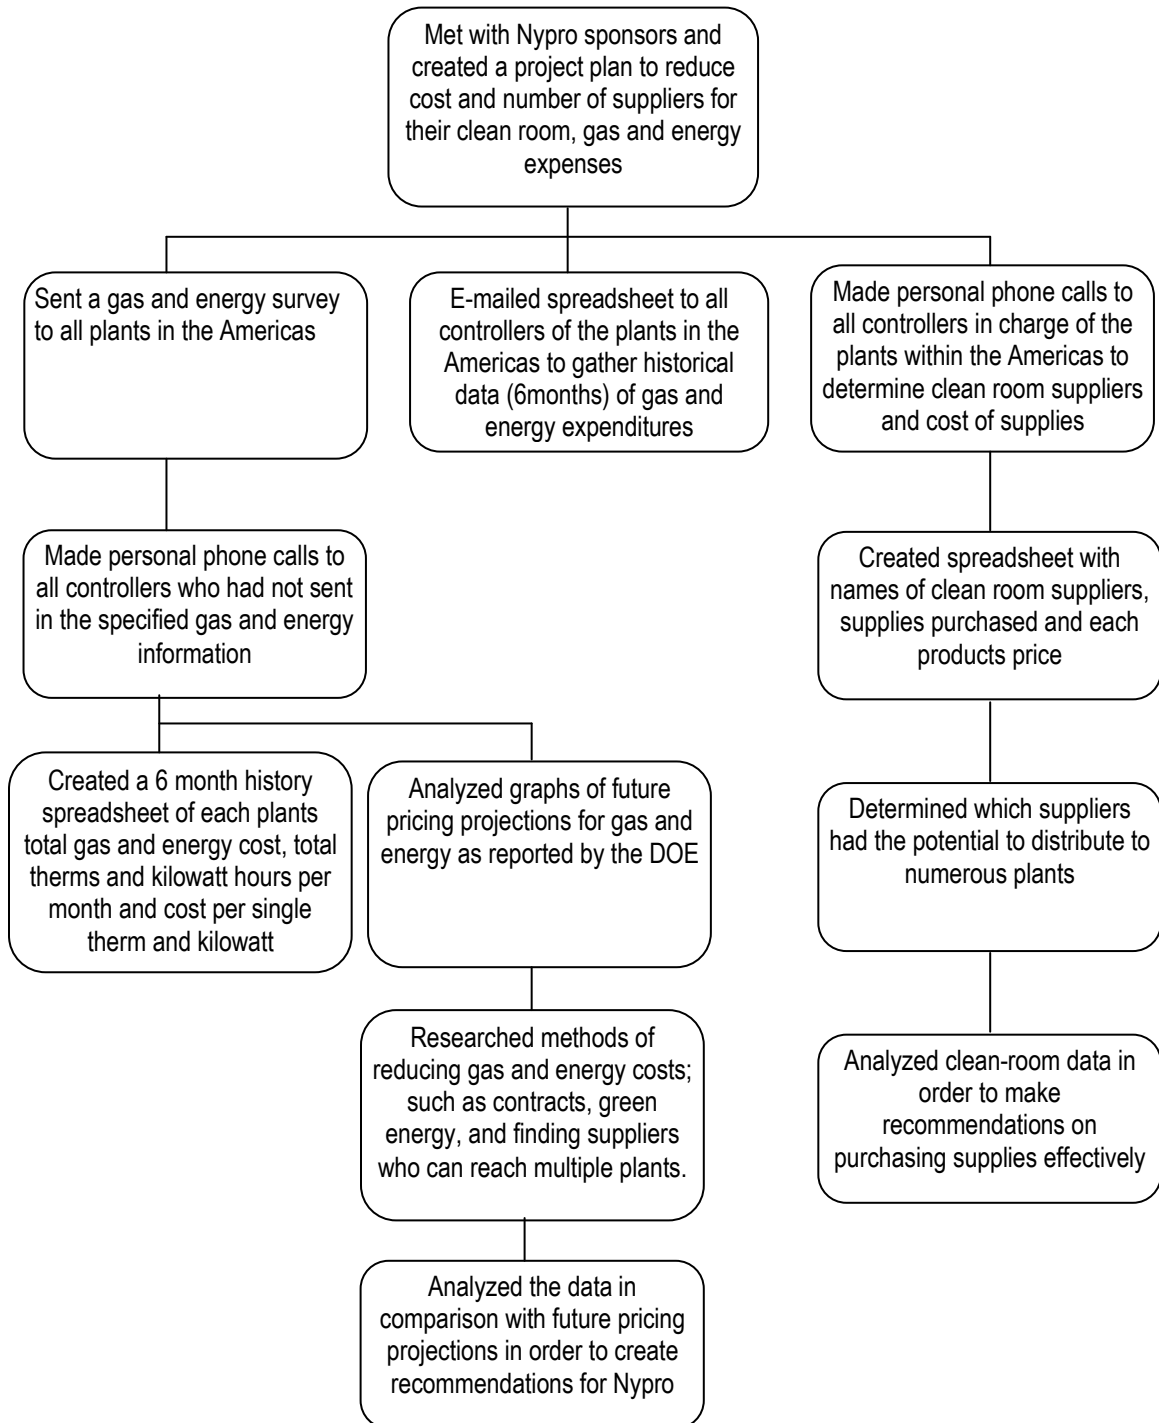 Met with Nypro sponsors and
created a project plan to reduce
cost and number of suppliers for
their clean room, gas and energy
expenses
Sent a gas and energy survey
to all plants in the Americas
E-mailed spreadsheet to all
controllers of the plants in the
Americas to gather historical
data (6months) of gas and
energy expenditures
Made personal phone calls to
all controllers in charge of the
plants within the Americas to
determine clean room suppliers
and cost of supplies
Made personal phone calls to
all controllers who had not sent
in the specified gas and energy
information
Created spreadsheet with
names of clean room suppliers,
supplies purchased and each
products price
Created a 6 month history
spreadsheet of each plants
total gas and energy cost, total
therms and kilowatt hours per
month and cost per single
therm and kilowatt
Analyzed graphs of future
pricing projections for gas and
energy as reported by the DOE
Determined which suppliers
had the potential to distribute to
numerous plants
Researched methods of
reducing gas and energy costs;
such as contracts, green
energy, and finding suppliers
who can reach multiple plants.
Analyzed clean-room data in
order to make
recommendations on
purchasing supplies effectively
Analyzed the data in
comparison with future pricing
projections in order to create
recommendations for Nypro